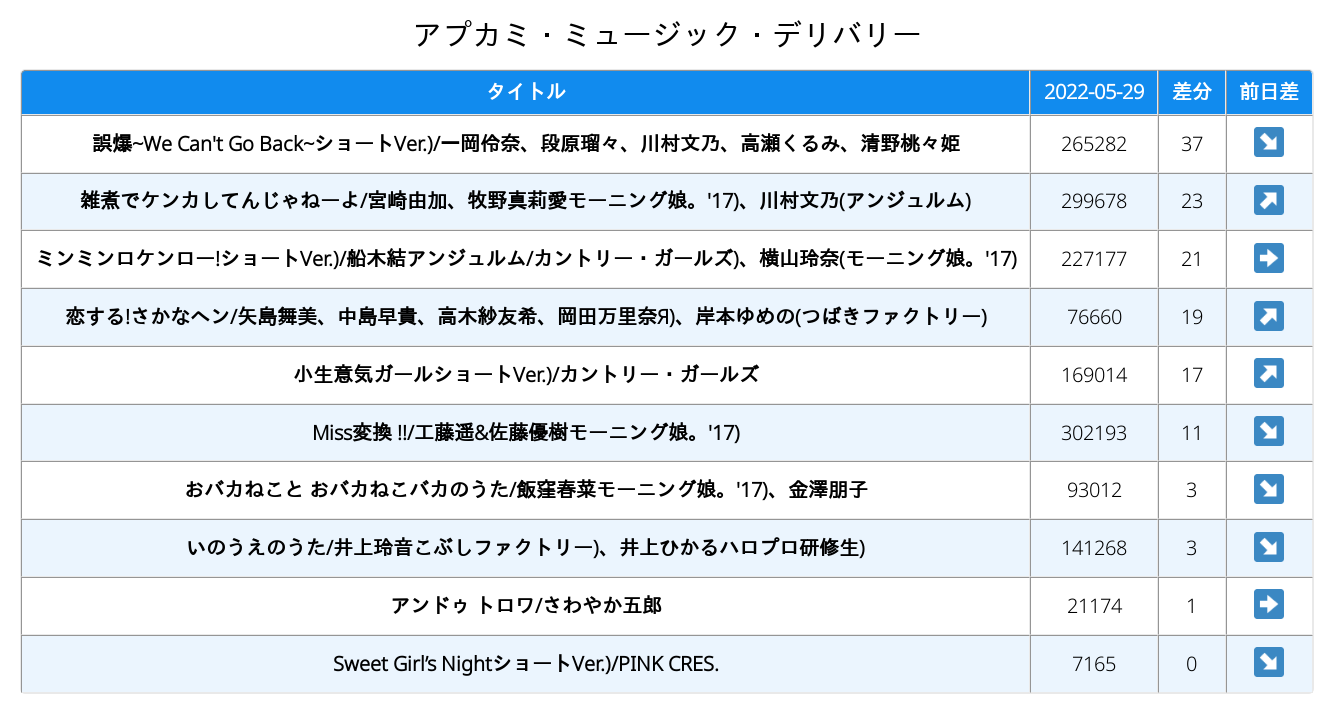 アプカミ・ミュージック・デリバリー
タイトル 2022-05-29 差分 前日差
誤爆~We Can't Go Back~ショートVer.)/一岡伶奈、段原瑠々、川村文乃、高瀬くるみ、清野桃々姫 265282 37
雑煮でケンカしてんじゃねーよ/宮崎由加、牧野真莉愛モーニング娘。'17)、川村文乃(アンジュルム) 299678 23
ミンミンロケンロー!ショートVer.)/船木結アンジュルム/カントリー・ガールズ)、横山玲奈(モーニング娘。'17) 227177 21
恋する!さかなヘン/矢島舞美、中島早貴、高木紗友希、岡田万里奈Я)、岸本ゆめの(つばきファクトリー) 76660 19
小生意気ガールショートVer.)/カントリー・ガールズ 169014 17
Miss変換 !!/工藤遥&佐藤優樹モーニング娘。'17) 302193 11
おバカねこと おバカねこバカのうた/飯窪春菜モーニング娘。'17)、金澤朋子 93012 3
いのうえのうた/井上玲音こぶしファクトリー)、井上ひかるハロプロ研修生) 141268 3
アンドゥ トロワ/さわやか五郎 21174 1
Sweet Girl’s NightショートVer.)/PINK CRES. 7165 0